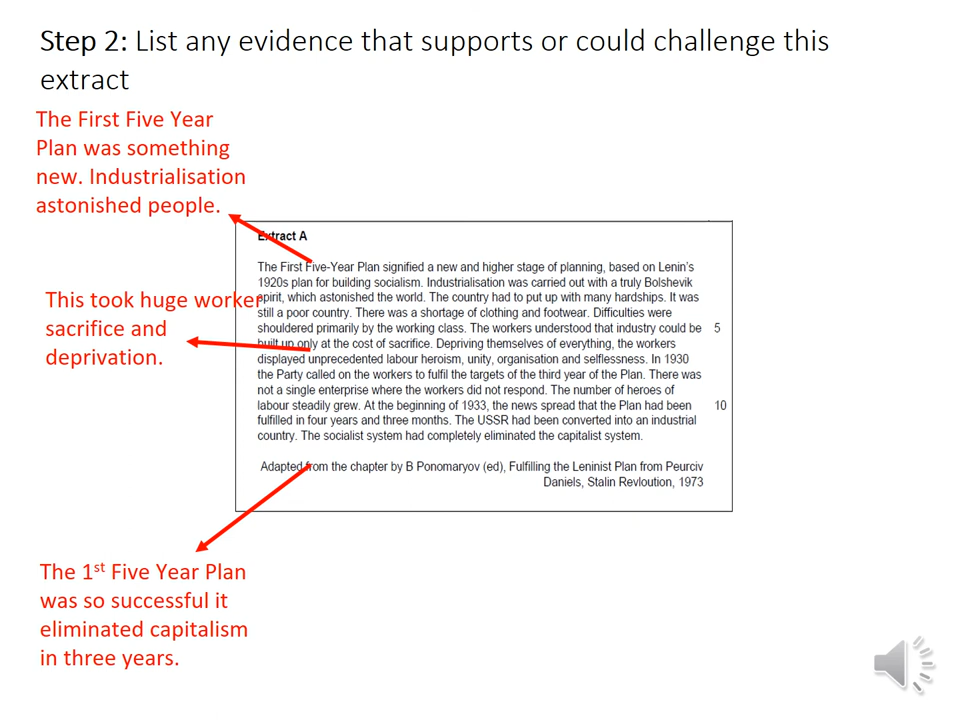 Step 2: List any evidence that supports or could challenge this
extract
The First Five Year
Plan was something
new. Industrialisation
astonished people.
This took huge worker
sacrifice and
deprivation.
The 1st Five Year Plan
was so successful it
eliminated capitalism
in three years.
Extract A
The First Five-Year Plan signified a new and higher stage of planning, based on Lenin's
1920s plan for building socialism. Industrialisation was carried out with a truly Bolshevik
spirit, which astonished the world. The country had to put up with many hardships. It was
still a poor country. There was a shortage of clothing and footwear. Difficulties were
shouldered primarily by the working class. The workers understood that industry could be 5
built up only at the cost of sacrifice. Depriving themselves of everything, the workers
displayed unprecedented labour heroism, unity, organisation and selflessness. In 1930
the Party called on the workers to fulfil the targets of the third year of the Plan. There was
not a single enterprise where the workers did not respond. The number of heroes of
labour steadily grew. At the beginning of 1933, the news spread that the Plan had been 10
fulfilled in four years and three months. The USSR had been converted into an industrial
country. The socialist system had completely eliminated the capitalist system.
Adapted from the chapter by B Ponomaryov (ed), Fulfilling the Leninist Plan from Peurciv
Daniels, Stalin Revloution, 1973